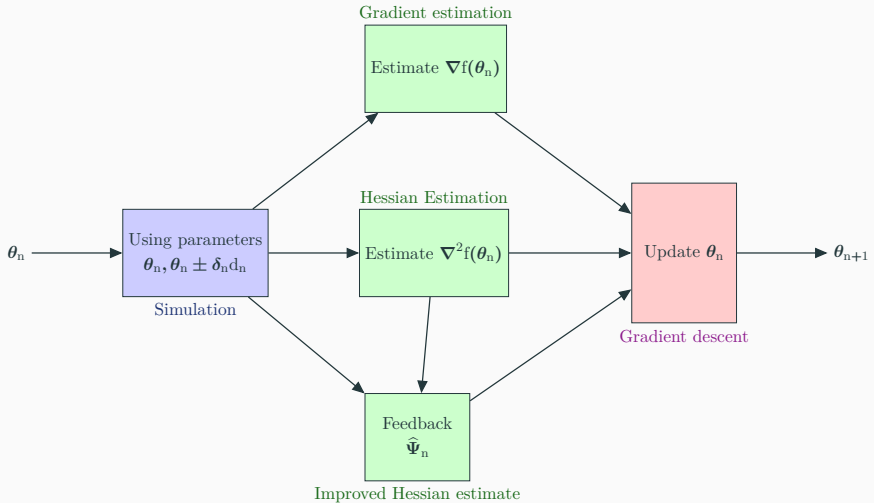 Gradient estimation
Estimate ∇f(θₙ)
Hessian Estimation
θₙ
Using parameters
θₙ, θₙ ± δₙdₙ
Simulation
Estimate ∇²f(θₙ)
Update θₙ
θₙ₊₁
Gradient descent
Feedback
Ψ̂ₙ
Improved Hessian estimate